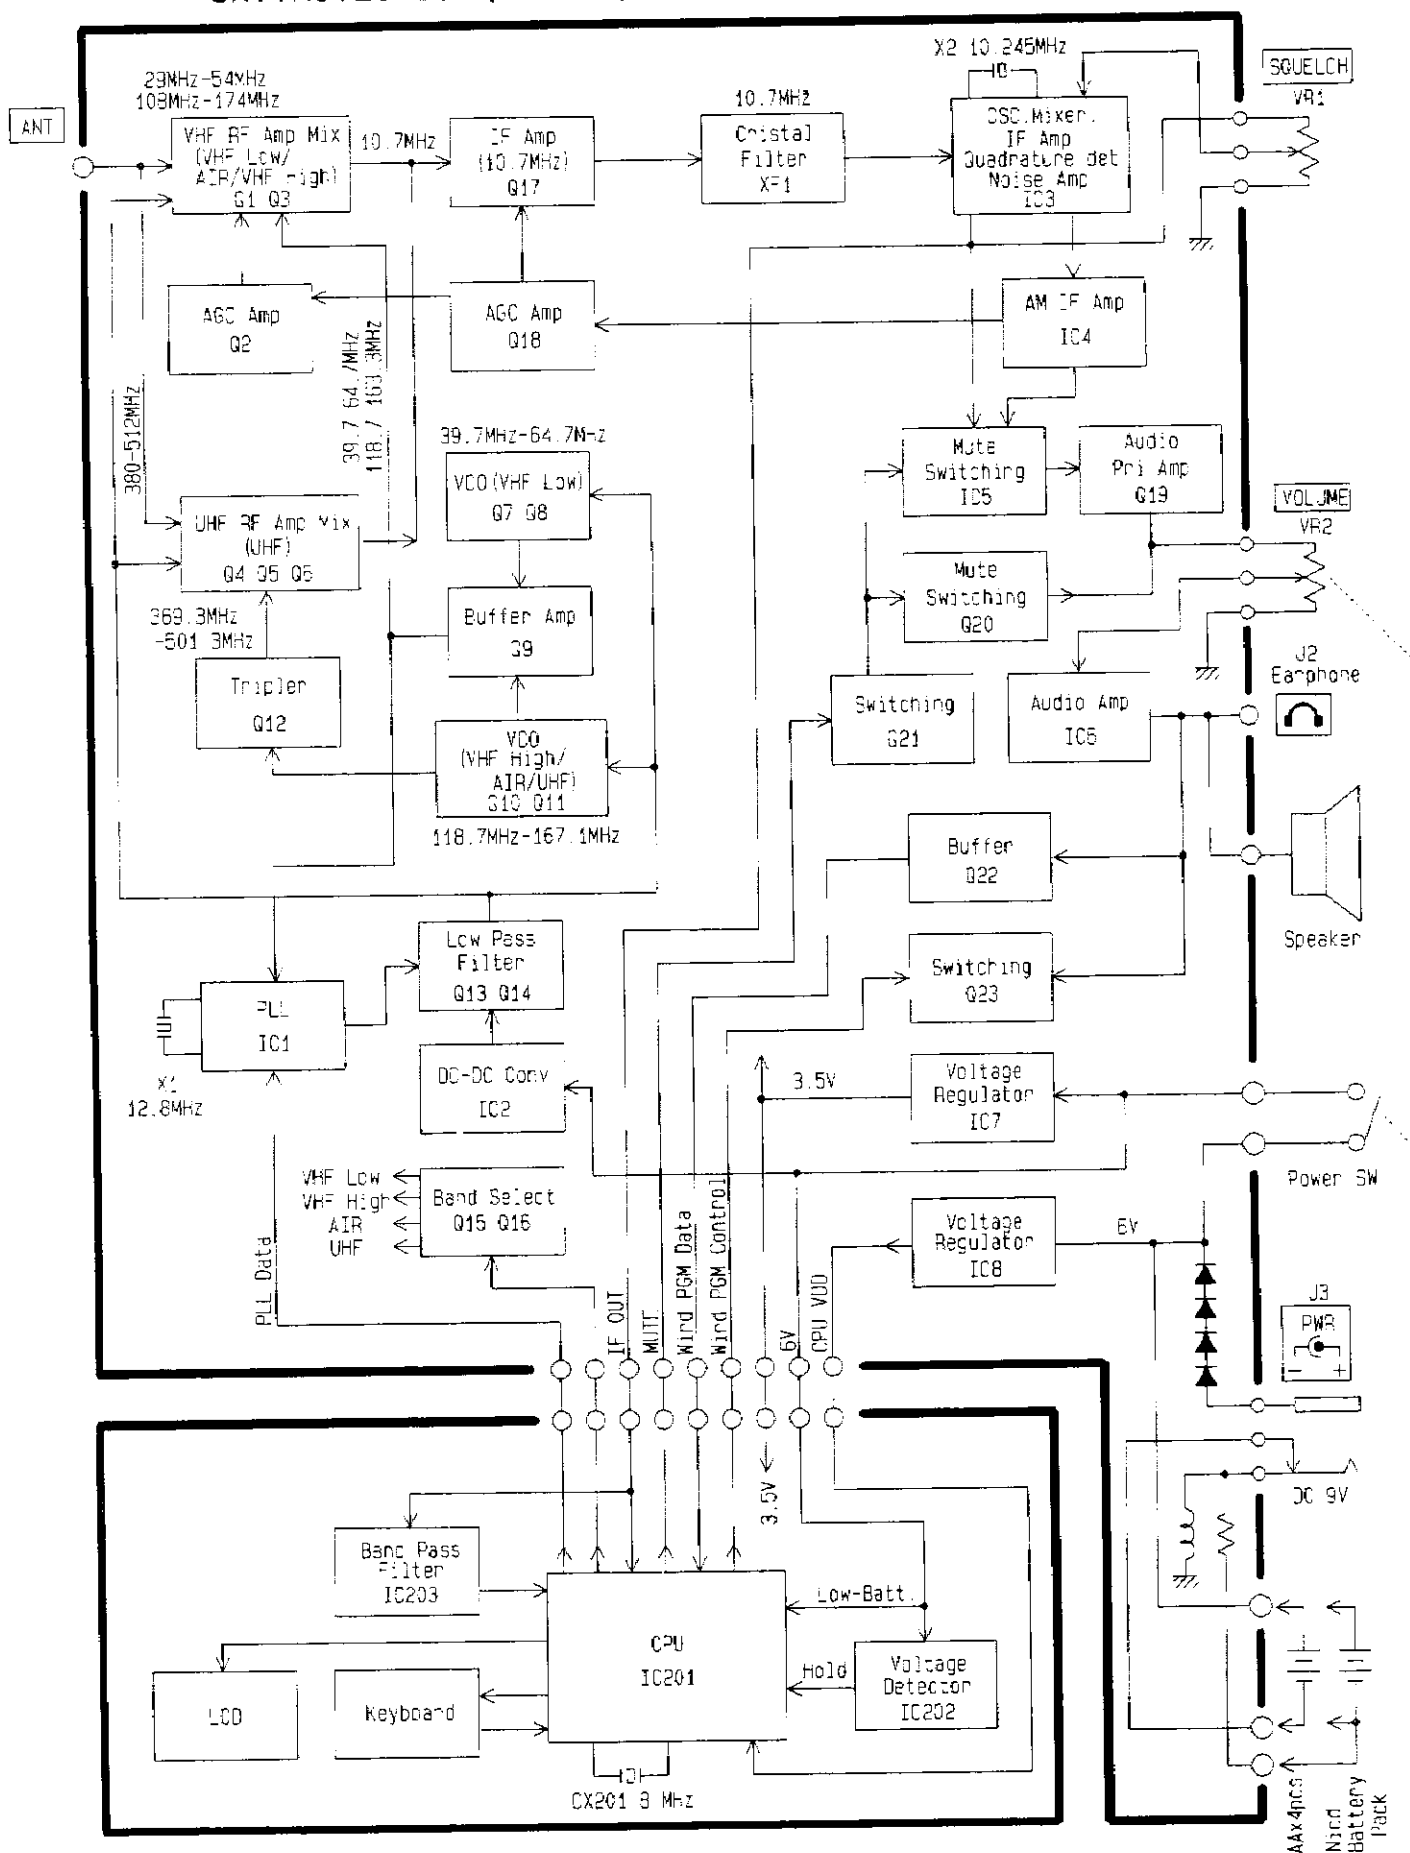 X2 10.245MHz
SQUELCH
VR1
29MHz-54MHz
108MHz-174MHz
10.7MHz
ANT
VHF RF Amp Mix
(VHF Low/
AIR/VHF High)
Q1 Q3
10.7MHz
IF Amp
(10.7MHz)
Q17
Cristal
Filter
XF1
OSC.Mixer.
IF Amp
Quadrature det
Noise Amp
IC3
AGC Amp
Q2
AGC Amp
Q18
AM IF Amp
IC4
39.7 64.7MHz
118.7 163.3MHz
380-512MHz
39.7MHz-64.7MHz
VCO(VHF Low)
Q7 Q8
Mute
Switching
IC5
Audio
Pri Amp
Q19
VOLUME
VR2
UHF RF Amp Mix
(UHF)
Q4 Q5 Q6
Mute
Switching
Q20
369.3MHz
-501 3MHz
Buffer Amp
Q9
J2
Earphone
Tripler
Q12
Switching
Q21
Audio Amp
IC6
VCO
(VHF High/
AIR/UHF)
Q10 Q11
118.7MHz-167.1MHz
Buffer
Q22
Speaker
Low Pass
Filter
Q13 Q14
Switching
Q23
PLL
IC1
X1
12.8MHz
DC-DC Conv
IC2
3.5V
Voltage
Regulator
IC7
Power SW
VHF Low
VHF High
AIR
UHF
Band Select
Q15 Q16
Voltage
Regulator
IC8
6V
PLL Data
IF OUT
MUTE
Wird PGM Data
Wird PGM Control
6V
CPU VDD
J3
PWR
- +
DC 9V
3.5V
Band Pass
Filter
IC203
Low-Batt.
CPU
IC201
Hold
Voltage
Detector
IC202
LCD
Keyboard
CX201 8 MHz
AAx4pcs
Nicd
Battery
Pack